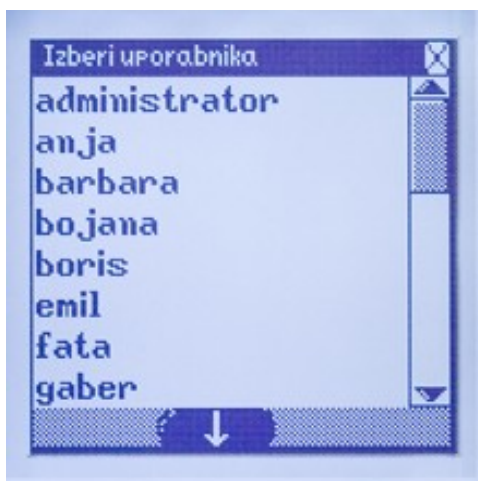 Izberi uporabnika
administrator
anja
barbara
bojana
boris
emil
fata
gaber